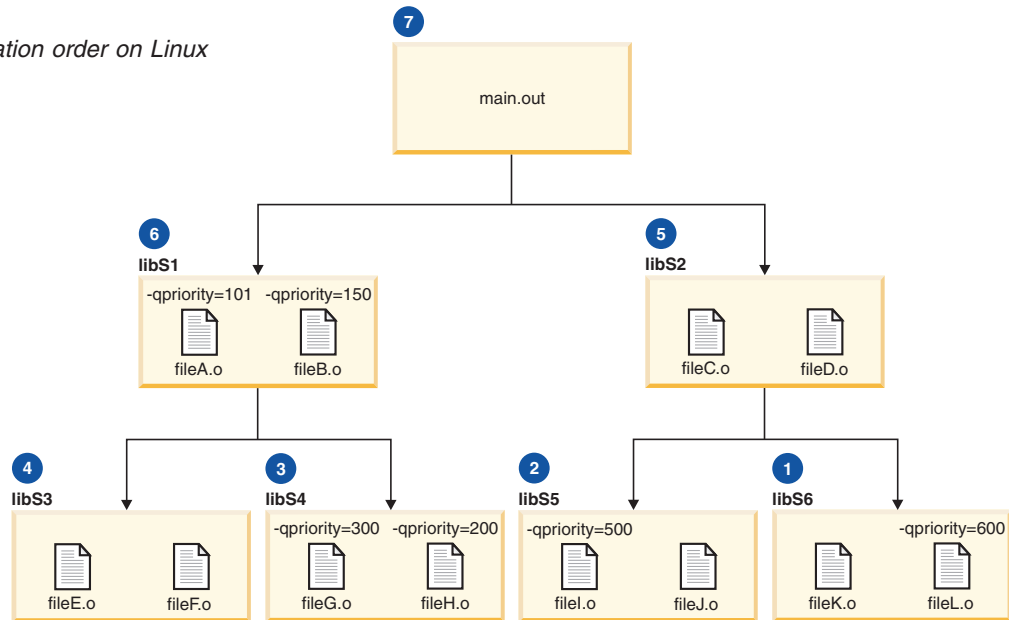 7
order on Linux
main.out
6
5
libS1
libS2
-qpriority=101 -qpriority=150
fileA.o fileB.o
fileC.o fileD.o
4
3
2
1
libS3
libS4
libS5
libS6
-qpriority=300 -qpriority=200
-qpriority=500
-qpriority=600
fileE.o fileF.o
fileG.o fileH.o
fileI.o fileJ.o
fileK.o fileL.o